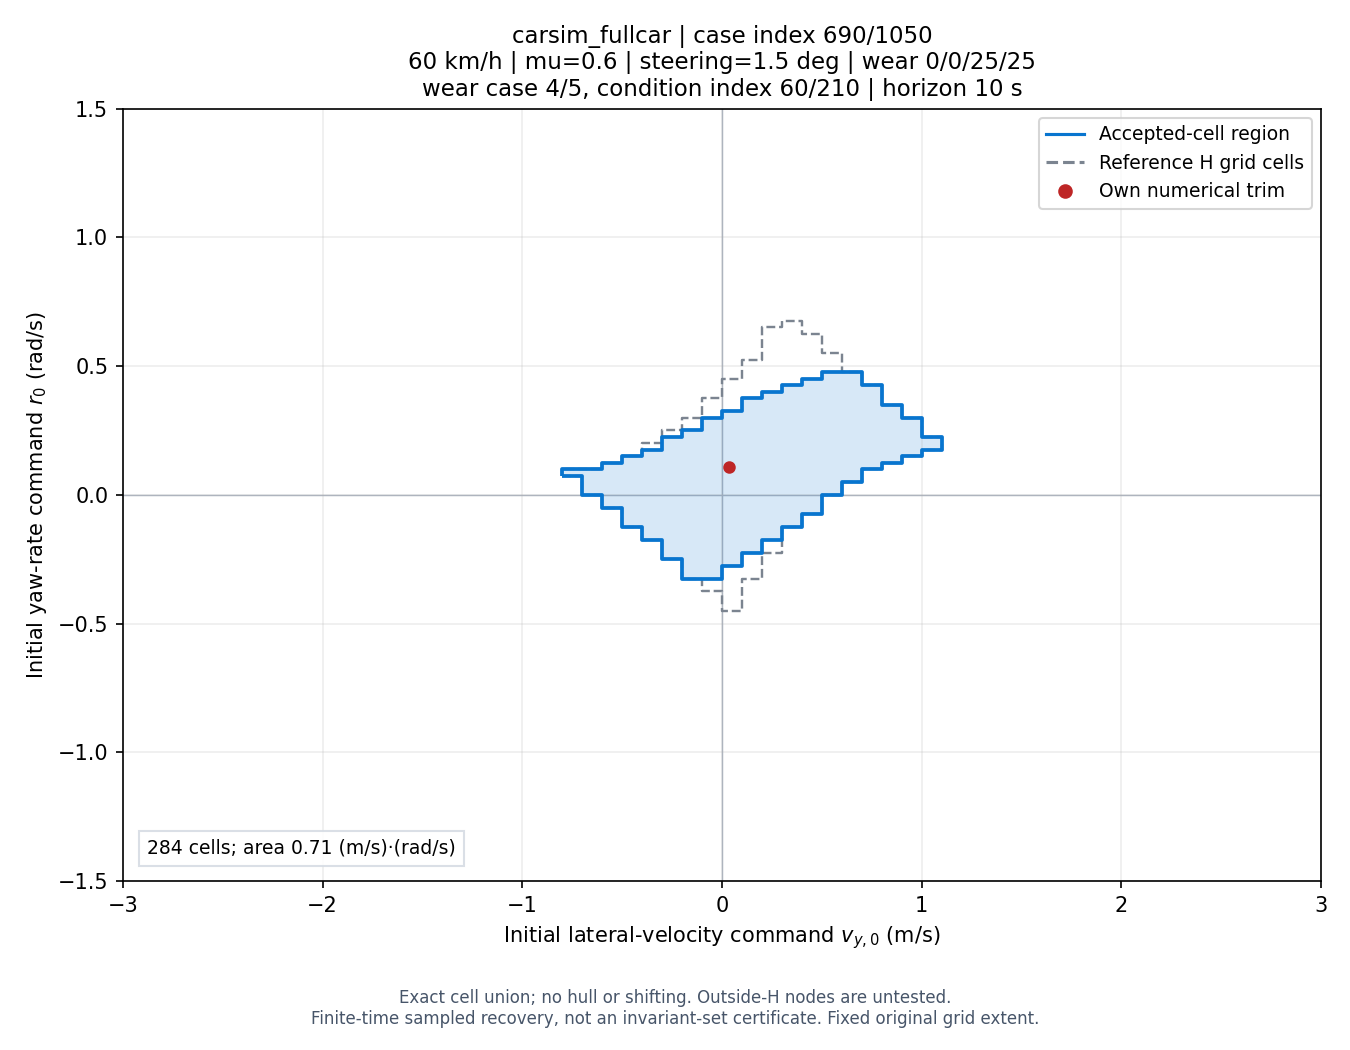 carsim_fullcar | case index 690/1050
60 km/h | mu=0.6 | steering=1.5 deg | wear 0/0/25/25
wear case 4/5, condition index 60/210 | horizon 10 s
Accepted-cell region
Reference H grid cells
Own numerical trim
1.5
1.0
0.5
0.0
−0.5
−1.0
−1.5
Initial yaw-rate command r0 (rad/s)
284 cells; area 0.71 (m/s)·(rad/s)
−3
−2
−1
0
1
2
3
Initial lateral-velocity command vy,0 (m/s)
Exact cell union; no hull or shifting. Outside-H nodes are untested.
Finite-time sampled recovery, not an invariant-set certificate. Fixed original grid extent.